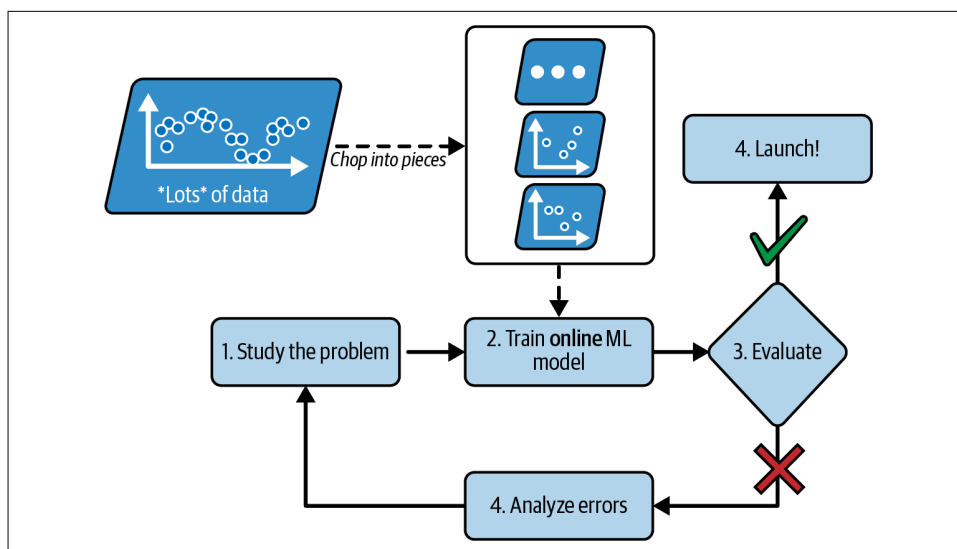 *Lots* of data
Chop into pieces
4. Launch!
1. Study the problem
2. Train online ML
model
3. Evaluate
4. Analyze errors